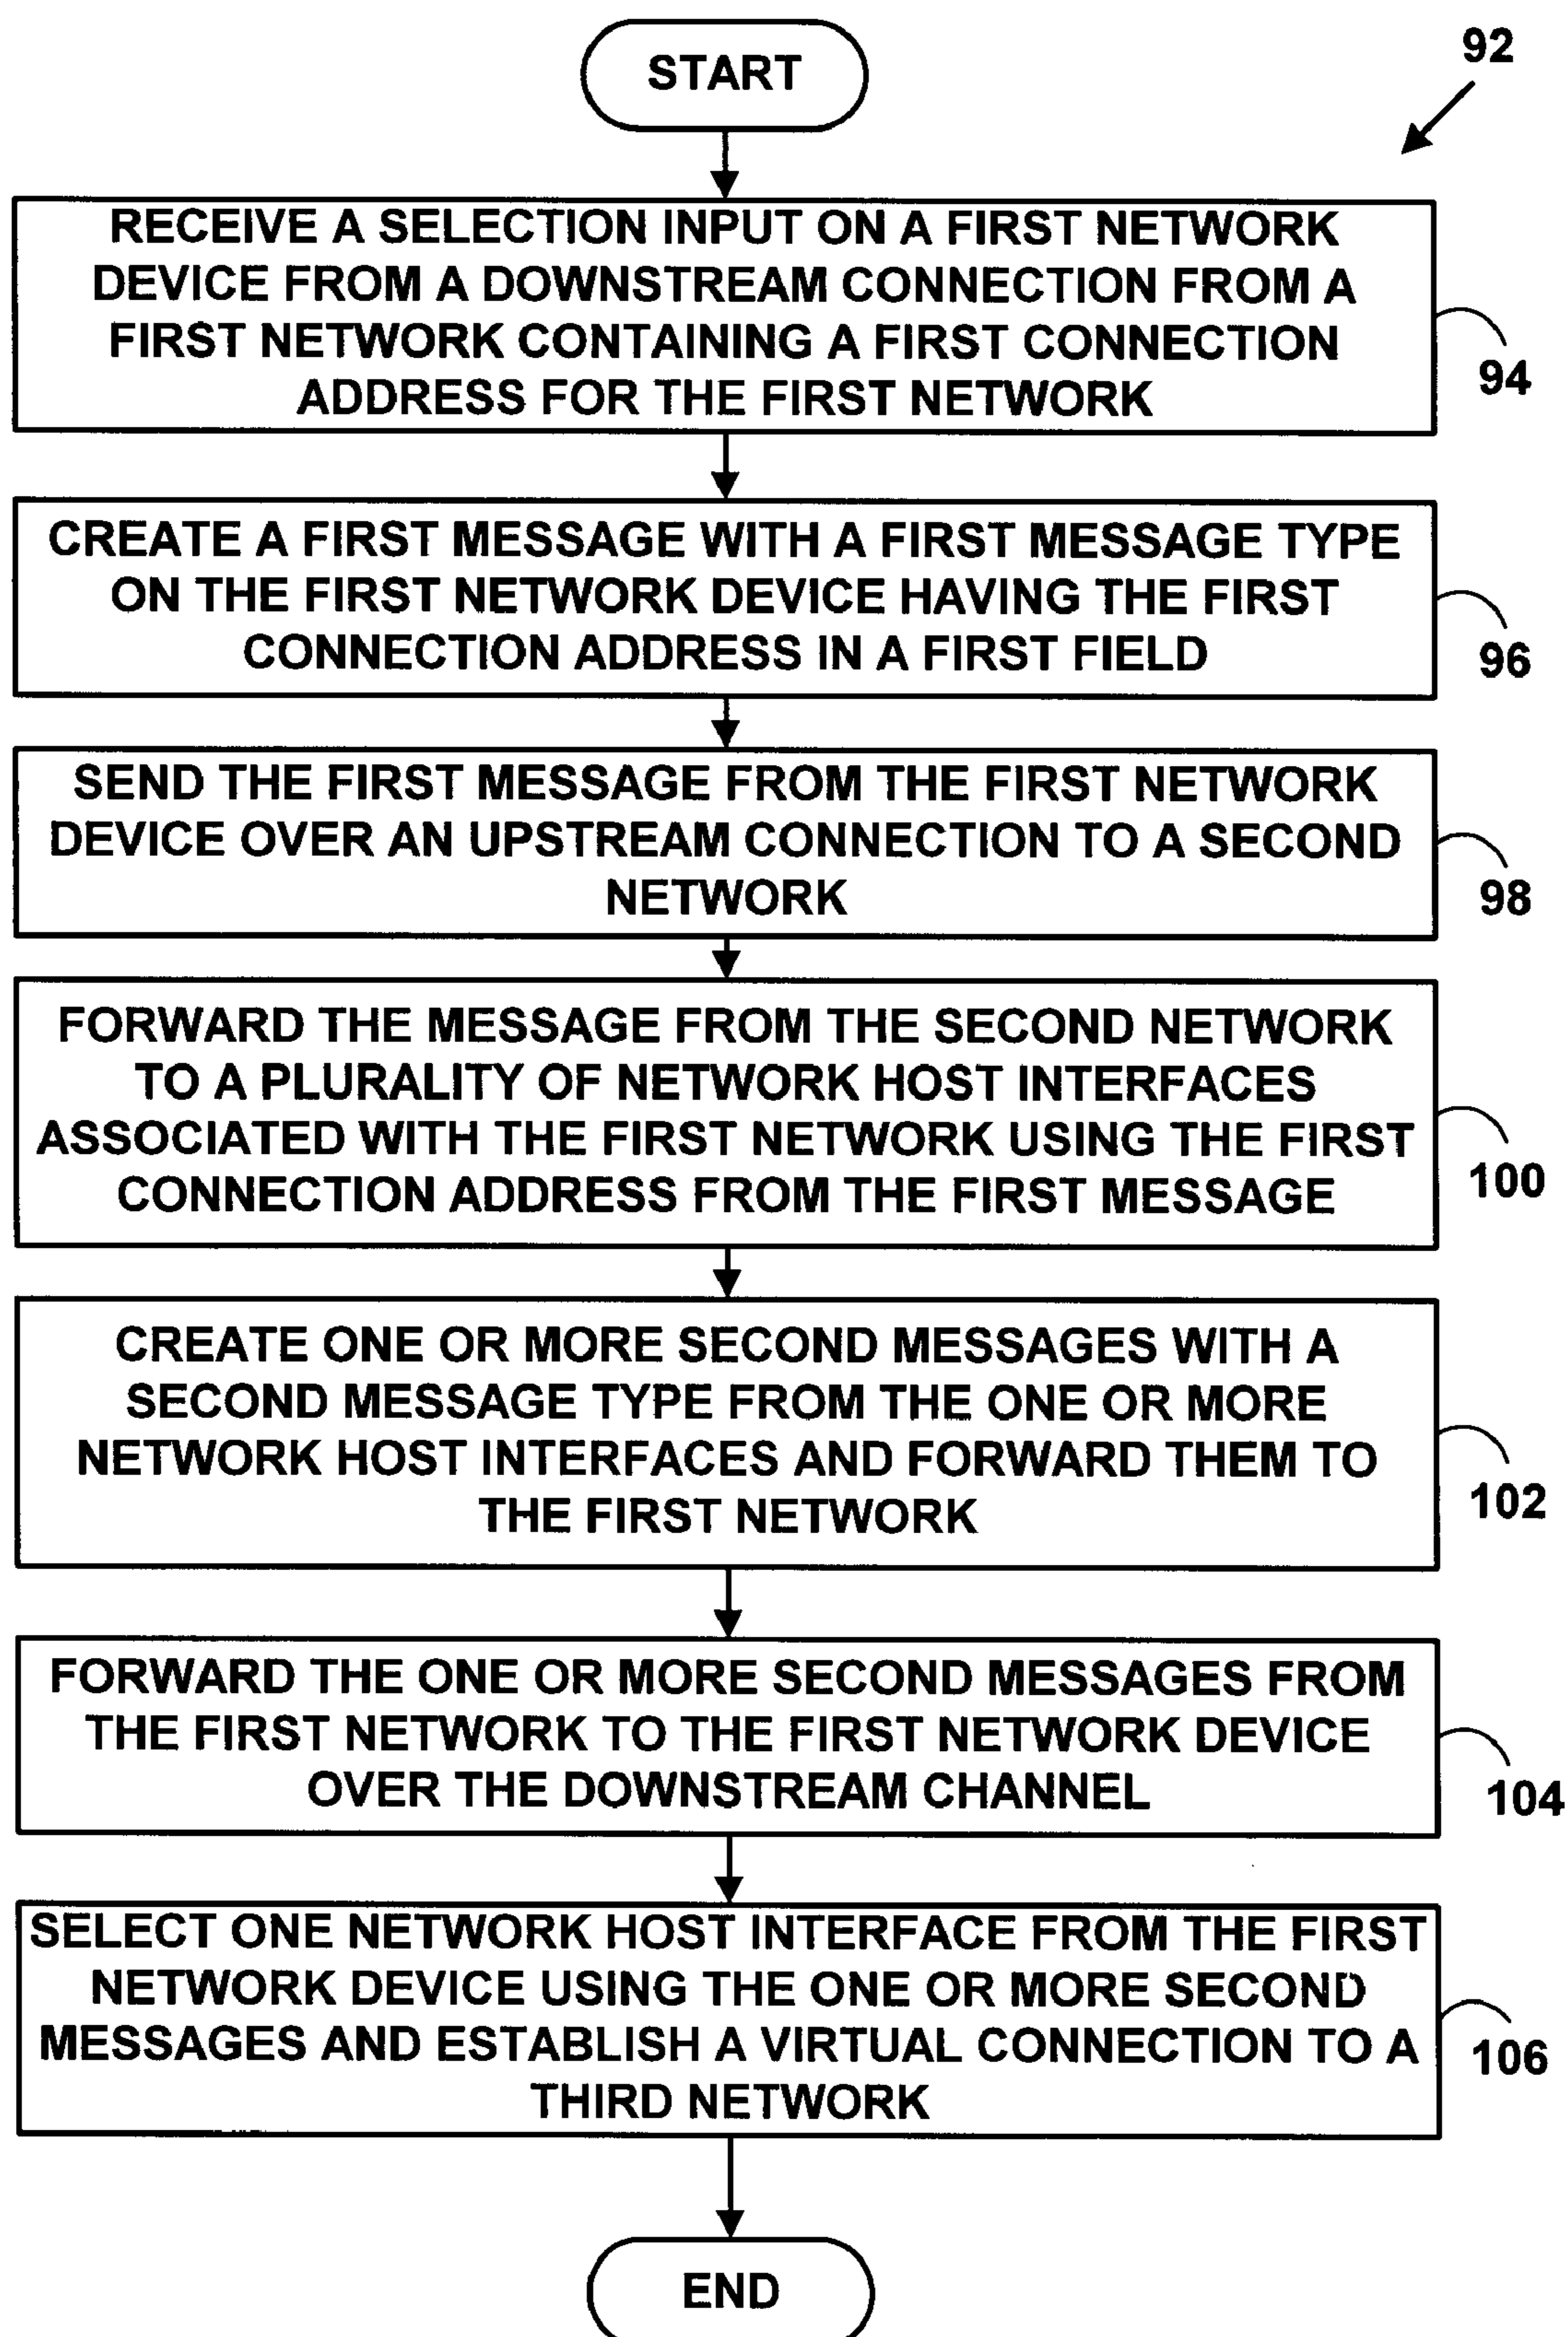 START
92
RECEIVE A SELECTION INPUT ON A FIRST NETWORK
DEVICE FROM A DOWNSTREAM CONNECTION FROM A
FIRST NETWORK CONTAINING A FIRST CONNECTION
ADDRESS FOR THE FIRST NETWORK
94
CREATE A FIRST MESSAGE WITH A FIRST MESSAGE TYPE
ON THE FIRST NETWORK DEVICE HAVING THE FIRST
CONNECTION ADDRESS IN A FIRST FIELD
96
SEND THE FIRST MESSAGE FROM THE FIRST NETWORK
DEVICE OVER AN UPSTREAM CONNECTION TO A SECOND
NETWORK
98
FORWARD THE MESSAGE FROM THE SECOND NETWORK
TO A PLURALITY OF NETWORK HOST INTERFACES
ASSOCIATED WITH THE FIRST NETWORK USING THE FIRST
CONNECTION ADDRESS FROM THE FIRST MESSAGE
100
CREATE ONE OR MORE SECOND MESSAGES WITH A
SECOND MESSAGE TYPE FROM THE ONE OR MORE
NETWORK HOST INTERFACES AND FORWARD THEM TO
THE FIRST NETWORK
102
FORWARD THE ONE OR MORE SECOND MESSAGES FROM
THE FIRST NETWORK TO THE FIRST NETWORK DEVICE
OVER THE DOWNSTREAM CHANNEL
104
SELECT ONE NETWORK HOST INTERFACE FROM THE FIRST
NETWORK DEVICE USING THE ONE OR MORE SECOND
MESSAGES AND ESTABLISH A VIRTUAL CONNECTION TO A
THIRD NETWORK
106
END